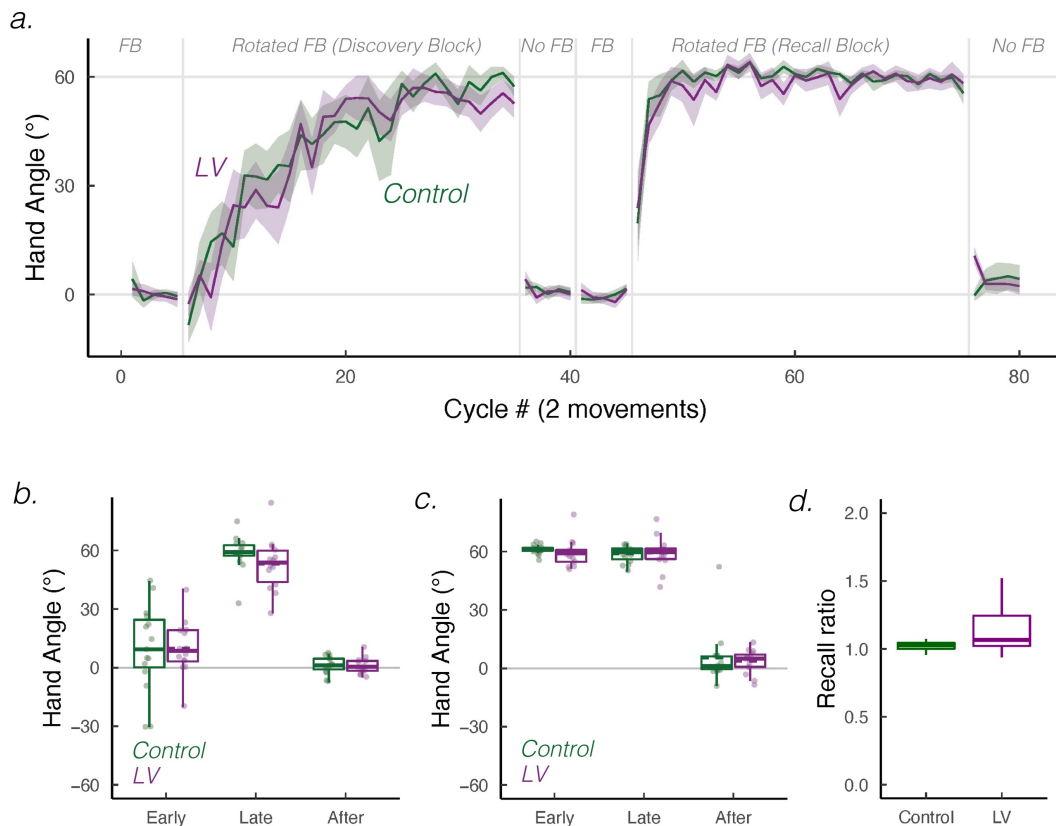 a.
FB Rotated FB (Discovery Block) No FB FB Rotated FB (Recall Block) No FB
60
30
0
Hand Angle (°)
LV
Control
0 20 40 60 80
Cycle # (2 movements)
b.
60
30
0
−30
−60
Hand Angle (°)
Control
LV
Early Late After
c.
60
30
0
−30
−60
Hand Angle (°)
Control
LV
Early Late After
d.
2.0
1.5
1.0
0.5
0.0
Recall ratio
Control LV